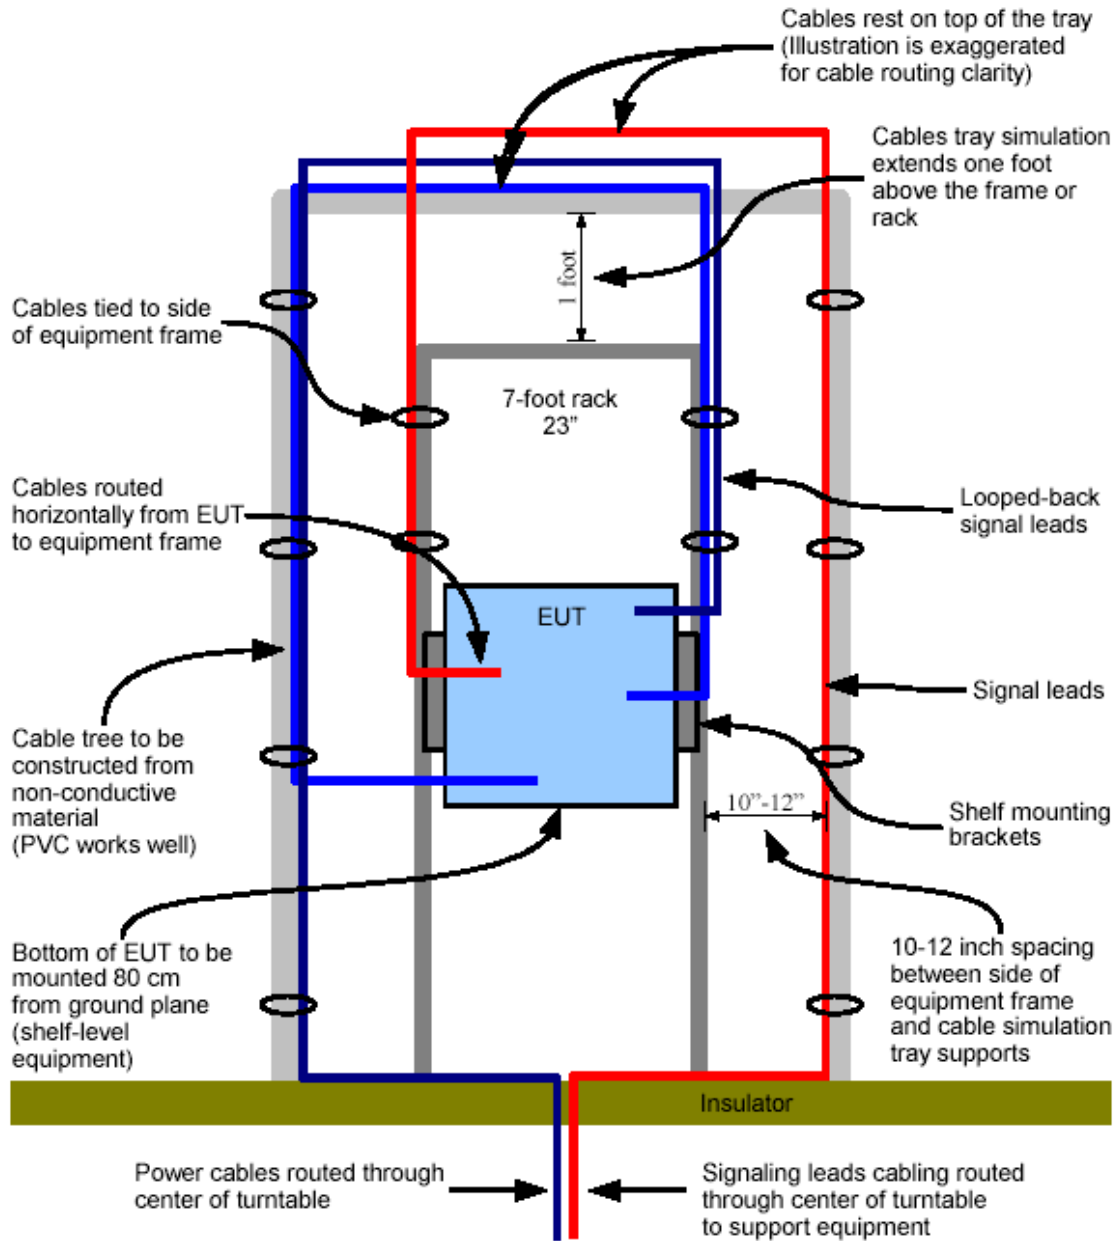 Cables rest on top of the tray
(Illustration is exaggerated
for cable routing clarity)
Cables tray simulation
extends one foot
above the frame or
rack
1 foot
Cables tied to side
of equipment frame
7-foot rack
23”
Cables routed
horizontally from EUT
to equipment frame
Looped-back
signal leads
EUT
Signal leads
Cable tree to be
constructed from
non-conductive
material
(PVC works well)
10”-12”
Shelf mounting
brackets
Bottom of EUT to be
mounted 80 cm
from ground plane
(shelf-level
equipment)
10-12 inch spacing
between side of
equipment frame
and cable simulation
tray supports
Insulator
Power cables routed through
center of turntable
Signaling leads cabling routed
through center of turntable
to support equipment